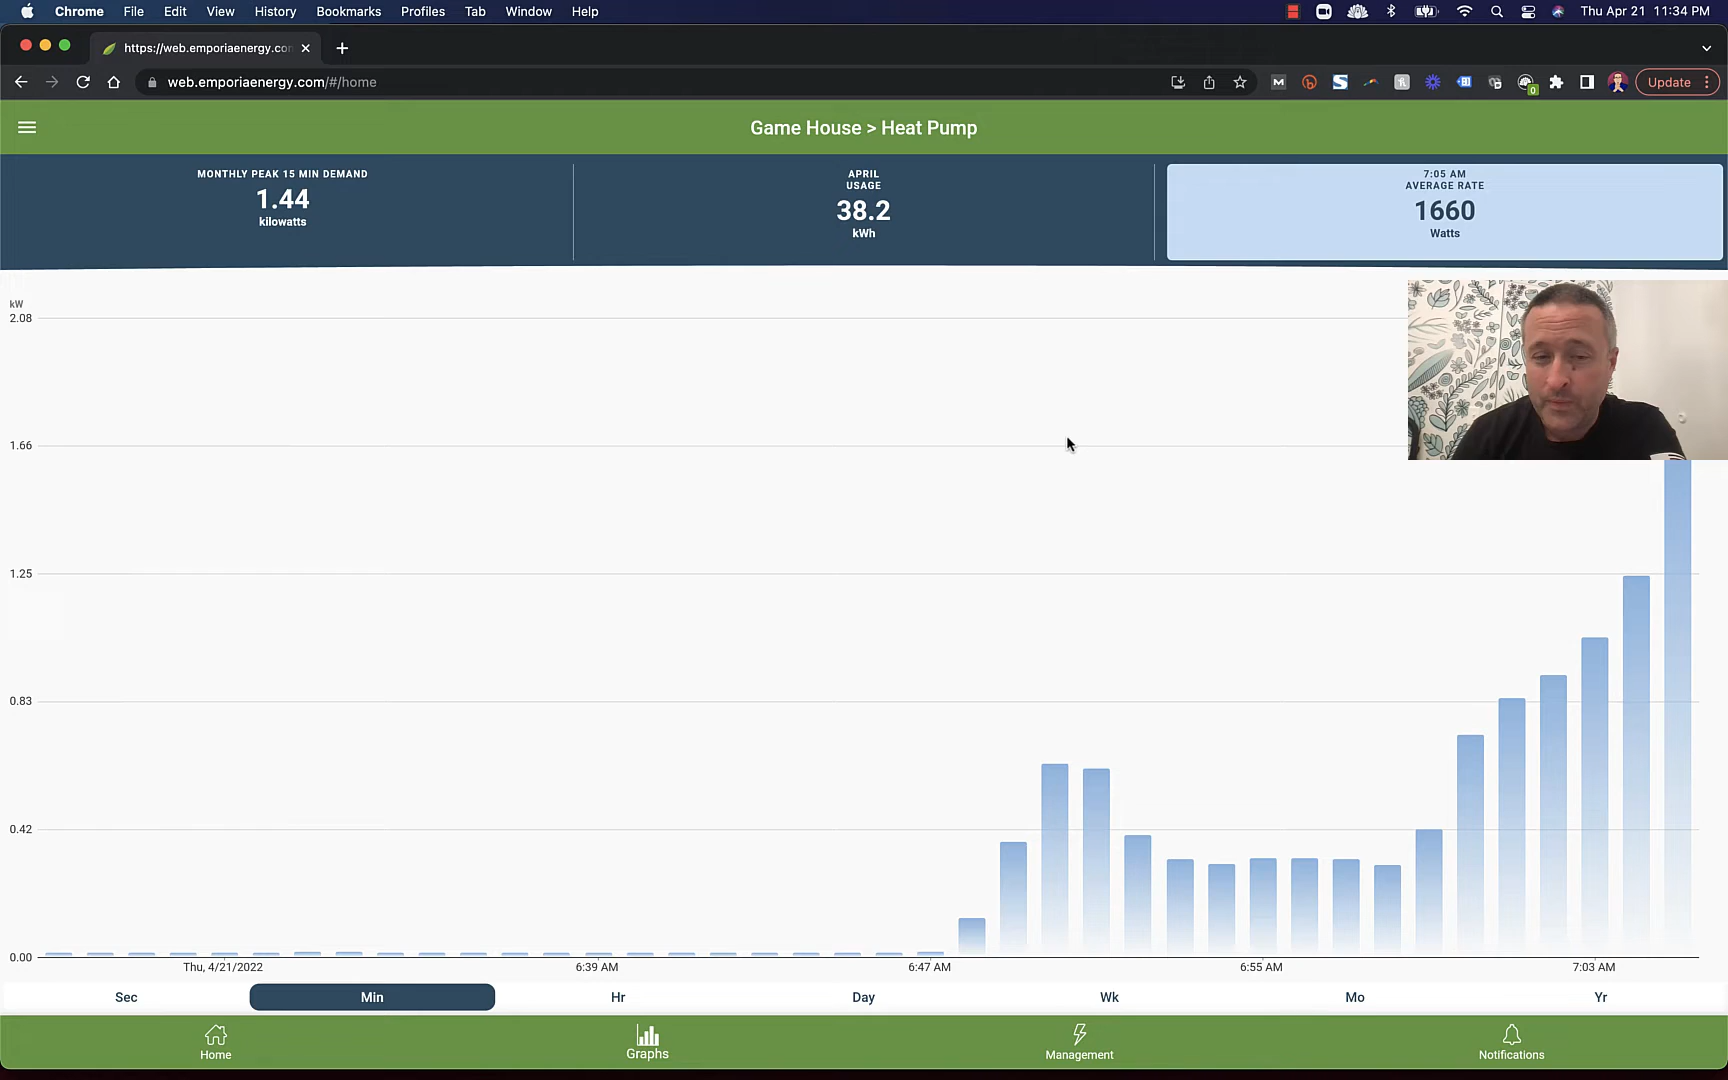 Chrome File Edit View History Bookmarks Profiles Tab Window Help Thu Apr 21 11:34 PM
https://web.emporiaenergy.com
web.emporiaenergy.com/#/home Update
Game House > Heat Pump
MONTHLY PEAK 15 MIN DEMAND
1.44
kilowatts
APRIL
USAGE
38.2
kWh
7:05 AM
AVERAGE RATE
1660
Watts
kW
2.08
1.66
1.25
0.83
0.42
0.00
Thu, 4/21/2022 6:39 AM 6:47 AM 6:55 AM 7:03 AM
Sec Min Hr Day Wk Mo Yr
Home Graphs Management Notifications